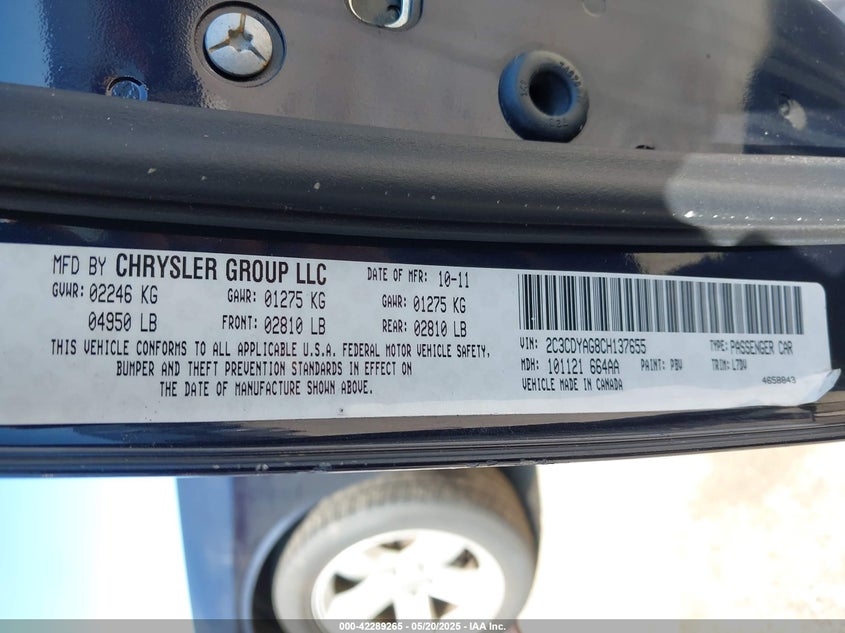 MFD BY CHRYSLER GROUP LLC DATE OF MFR: 10-11
GVWR: 02246 KG GAWR: 01275 KG GAWR: 01275 KG
04950 LB FRONT: 02810 LB REAR: 02810 LB
THIS VEHICLE CONFORMS TO ALL APPLICABLE U.S.A. FEDERAL MOTOR VEHICLE SAFETY,
BUMPER AND THEFT PREVENTION STANDARDS IN EFFECT ON
THE DATE OF MANUFACTURE SHOWN ABOVE.
VIN: 2C3CDYAG8CH137655 TYPE: PASSENGER CAR
MDH: 101121 664AA PAINT: PBV TRIM: L7DV
VEHICLE MADE IN CANADA 4658043
000-42289265 - 05/20/2025 - IAA Inc.